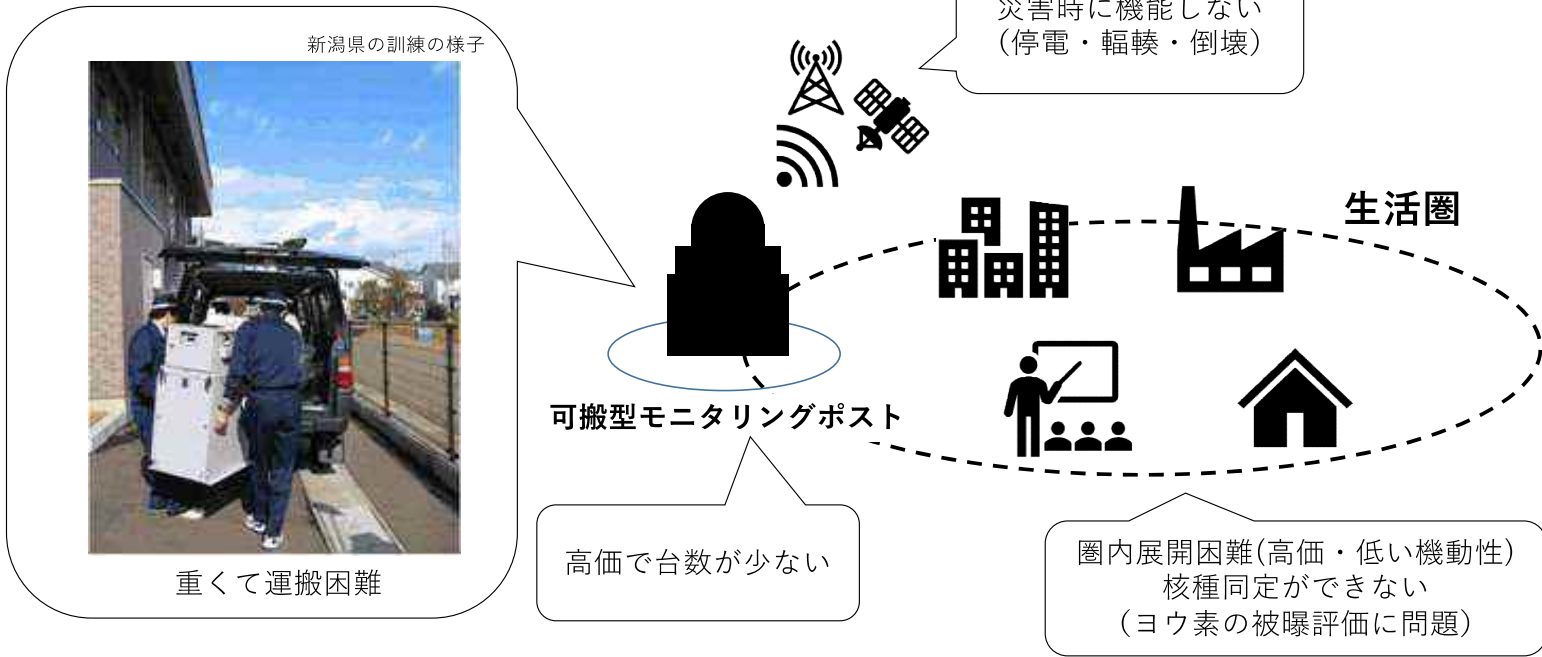 災害時に機能しない
(停電・輻輳・倒壊)
新潟県の訓練の様子
重くて運搬困難
生活圏
可搬型モニタリングポスト
高価で台数が少ない
圏内展開困難(高価・低い機動性)
核種同定ができない
(ヨウ素の被曝評価に問題)